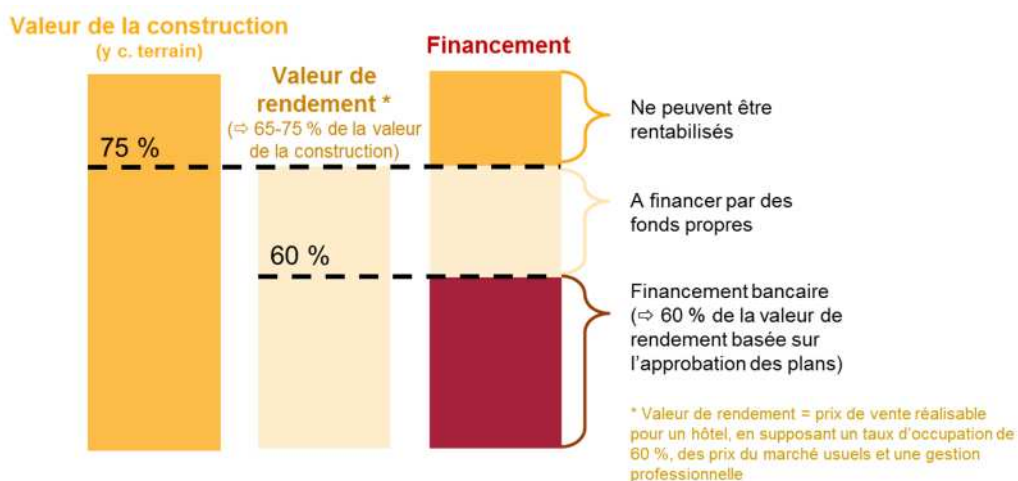 Valeur de la construction
(y c. terrain)
Financement
Valeur de
rendement *
(⇨ 65-75 % de la valeur
de la construction)
75 %
60 %
Ne peuvent être
rentabilisés
A financer par des
fonds propres
Financement bancaire
(⇨ 60 % de la valeur de
rendement basée sur
l'approbation des plans)
* Valeur de rendement = prix de vente réalisable
pour un hôtel, en supposant un taux d'occupation de
60 %, des prix du marché usuels et une gestion
professionnelle